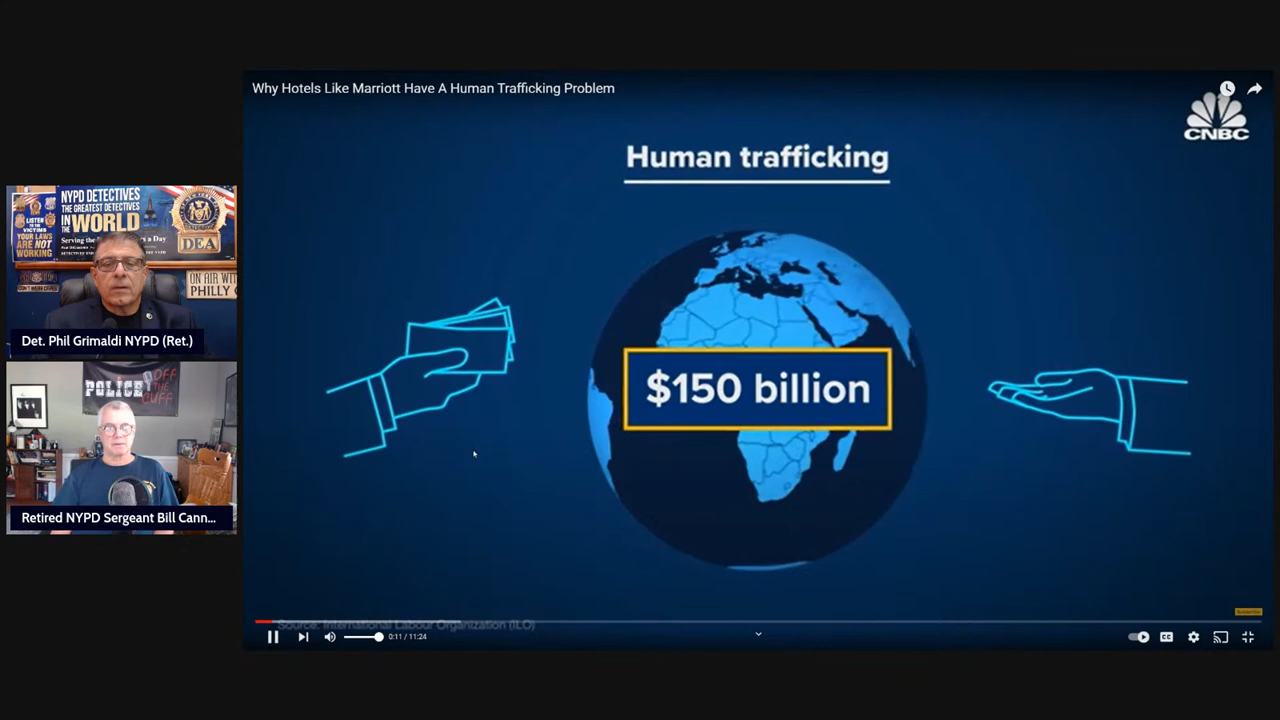 Why Hotels Like Marriott Have A Human Trafficking Problem
CNBC
Human trafficking
$150 billion
NYPD DETECTIVES
THE GREATEST DETECTIVES
IN THE
WORLD
LISTEN
TO THE
VICTIMS
YOUR LAWS
ARE NOT
WORKING
DEA
ON AIR WIT
PHILLY
Det. Phil Grimaldi NYPD (Ret.)
POLICE OFF
THE
CUFF
Retired NYPD Sergeant Bill Cann...
Source: International Labour Organization (ILO)
0:11 / 11:24
CC